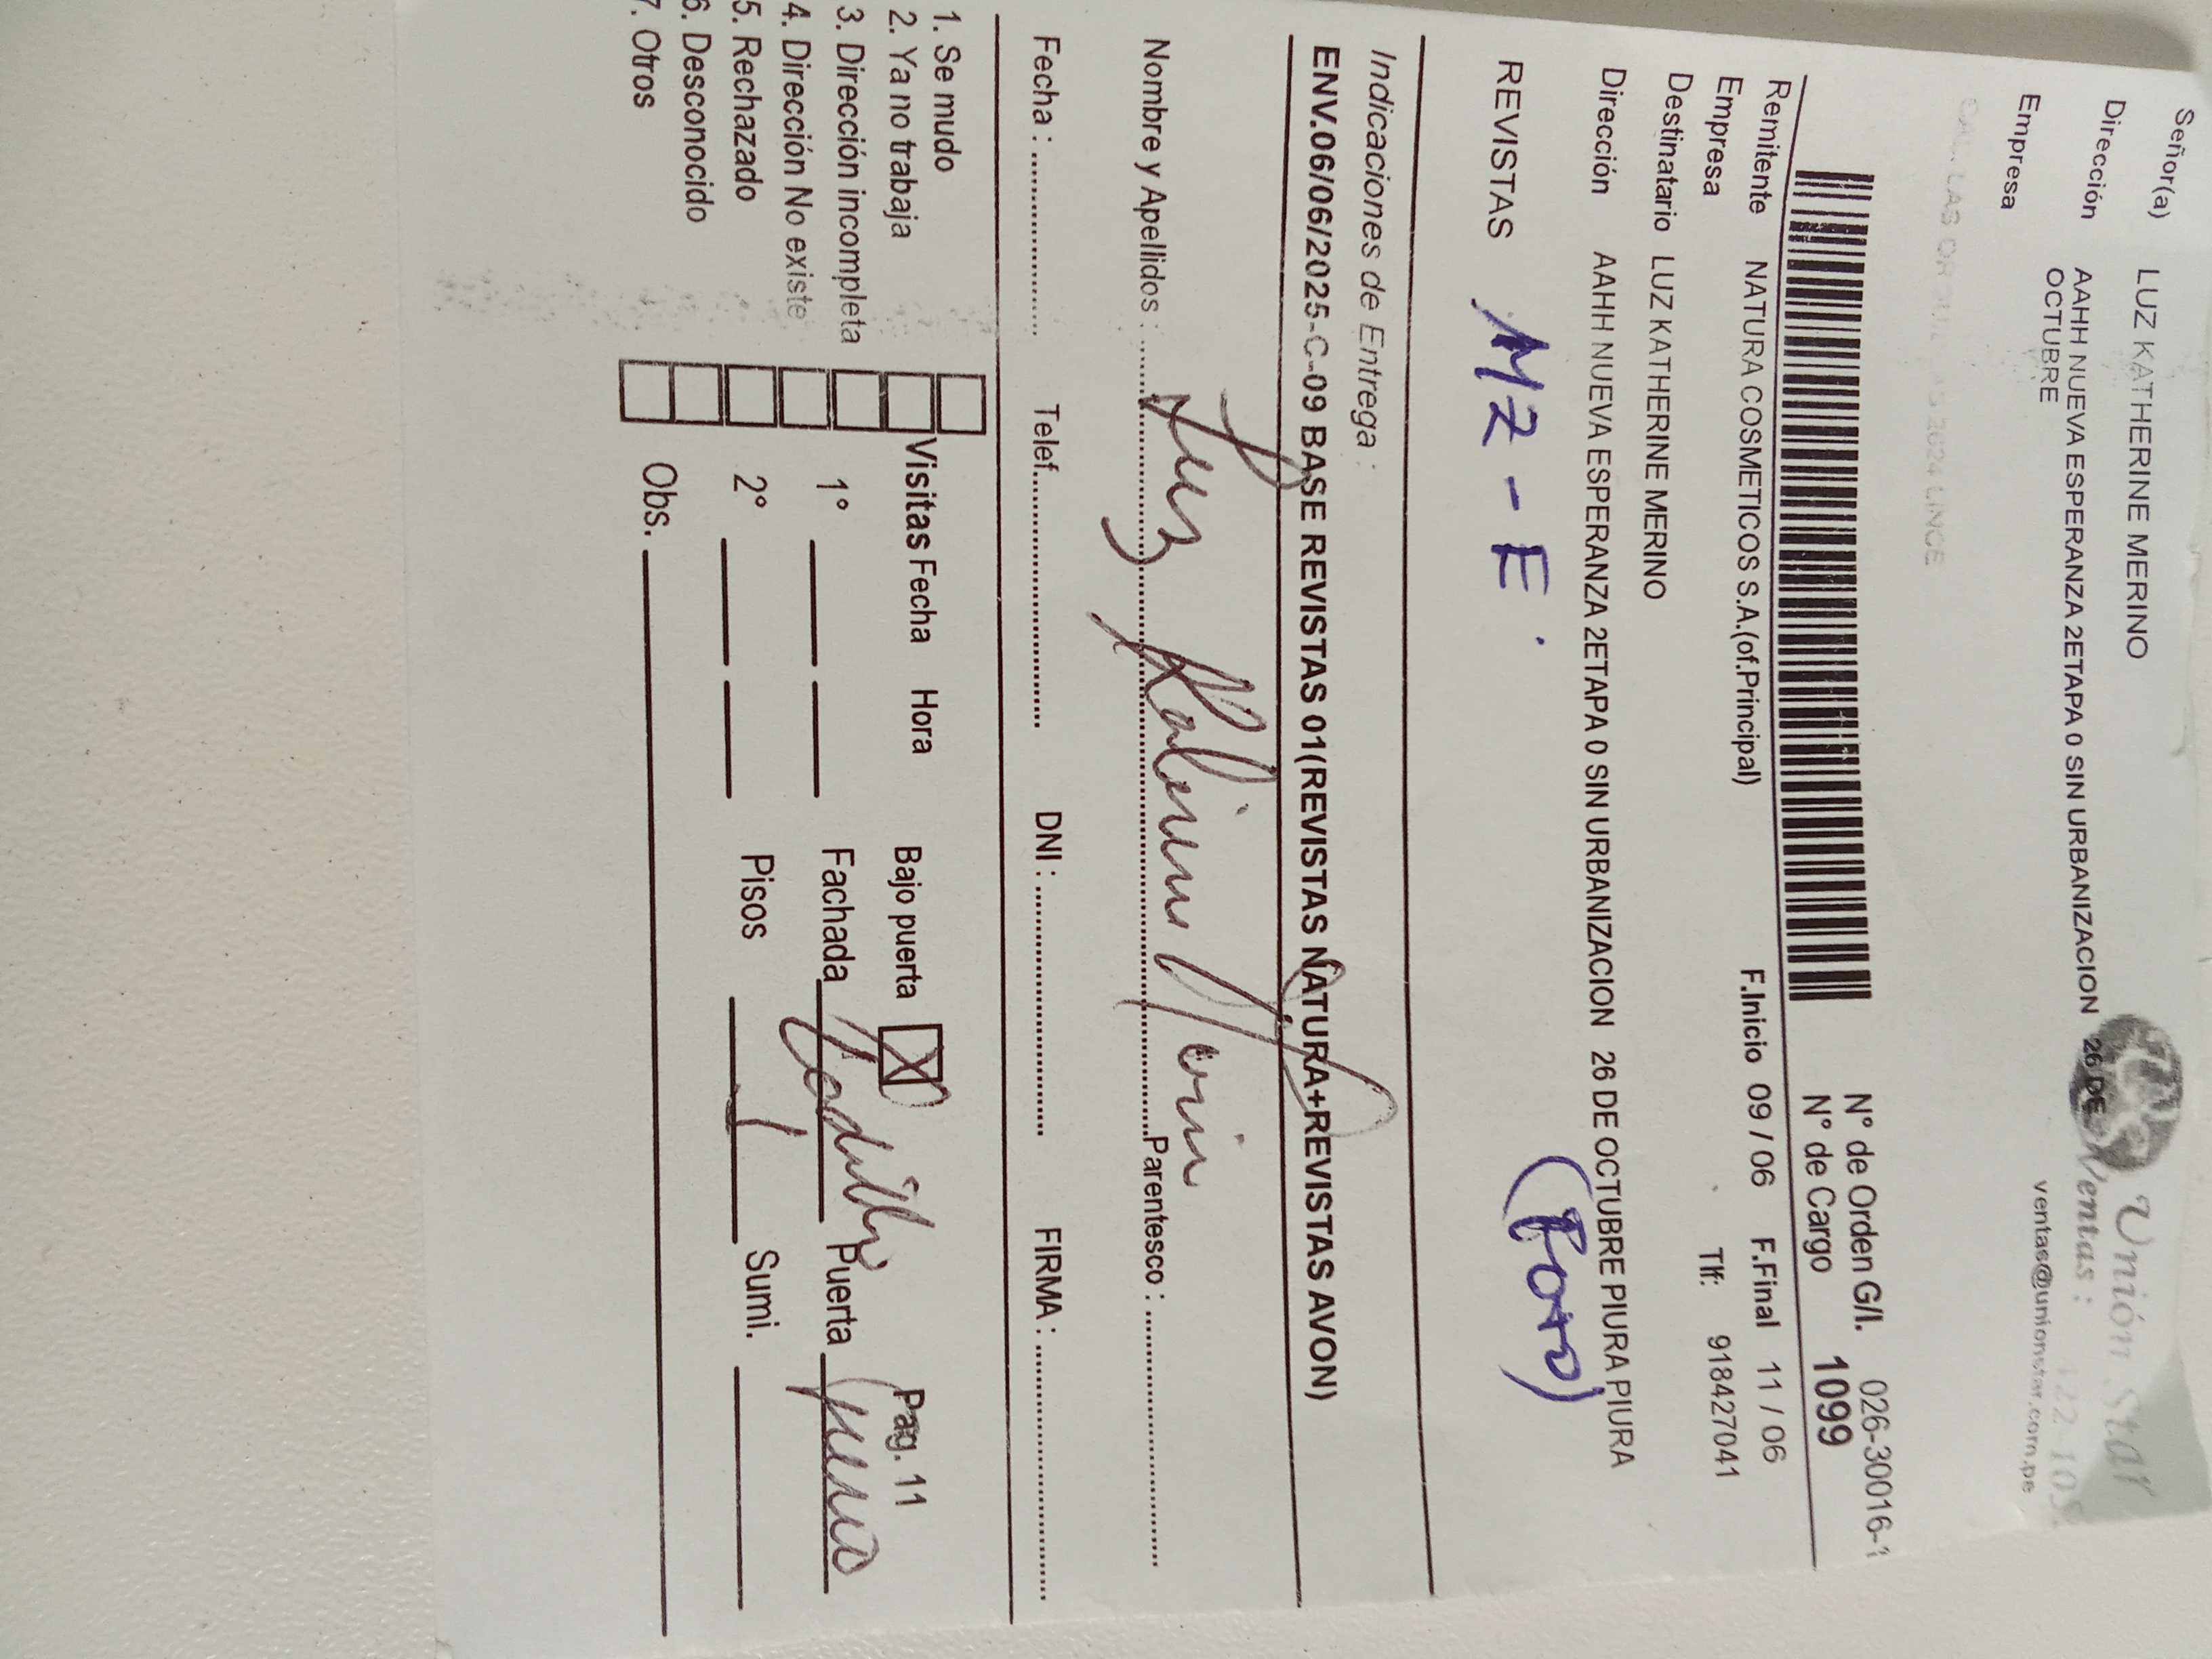 Unión Star
Ventas : 422-105
ventas@unionstar.com.pe
Señor(a) LUZ KATHERINE MERINO
Dirección AAHH NUEVA ESPERANZA 2ETAPA 0 SIN URBANIZACION 26 DE
OCTUBRE
Empresa
LINCE
N° de Orden G/I. 026-30016-1
N° de Cargo 1099
Remitente NATURA COSMETICOS S.A.(of.Principal) F.Inicio 09 / 06 F.Final 11 / 06
Empresa Tlf: 918427041
Destinatario LUZ KATHERINE MERINO
Dirección AAHH NUEVA ESPERANZA 2ETAPA 0 SIN URBANIZACION 26 DE OCTUBRE PIURA PIURA
REVISTAS MZ - E. (FOTO)
Indicaciones de Entrega :
ENV.06/06/2025-C-09 BASE REVISTAS 01(REVISTAS NATURA+REVISTAS AVON)
Nombre y Apellidos : Luz Parentesco :
Fecha : Telef. DNI : FIRMA :
1. Se mudo
2. Ya no trabaja Visitas Fecha Hora Bajo puerta X Pag. 11
3. Dirección incompleta 1° Fachada Ladrillo Puerta
4. Dirección No existe
5. Rechazado 2° Pisos 1 Sumi.
6. Desconocido
7. Otros Obs.